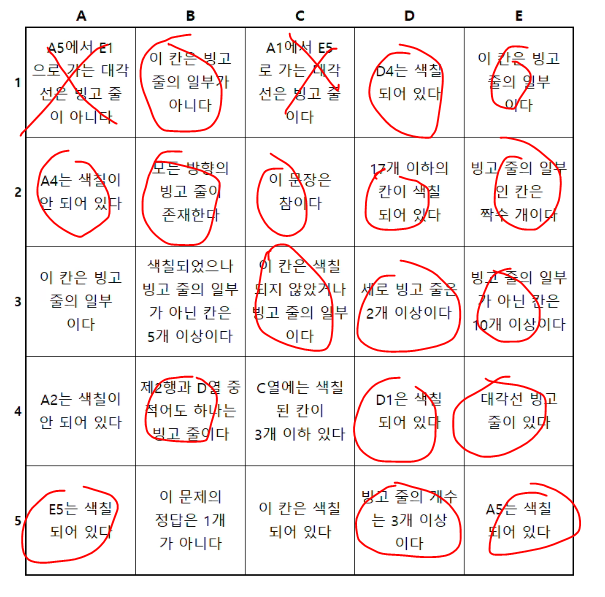 A B C D E
1
A5에서 E1
으로 가는 대각
선은 빙고 줄
이 아니다
이 칸은 빙고
줄의 일부가
아니다
A1에서 E5
로 가는 대각
선은 빙고 줄
이다
D4는 색칠
되어 있다
이 칸은 빙고
줄의 일부
이다
2
A4는 색칠이
안 되어 있다
모든 방향의
빙고 줄이
존재한다
이 문장은
참이다
17개 이하의
칸이 색칠
되어 있다
빙고 줄의 일부
인 칸은
짝수 개이다
3
이 칸은 빙고
줄의 일부
이다
색칠되었으나
빙고 줄의 일부
가 아닌 칸은
5개 이상이다
이 칸은 색칠
되지 않았거나
빙고 줄의 일부
이다
세로 빙고 줄은
2개 이상이다
빙고 줄의 일부
가 아닌 칸은
10개 이상이다
4
A2는 색칠이
안 되어 있다
제2행과 D열 중
적어도 하나는
빙고 줄이다
C열에는 색칠
된 칸이
3개 이하 있다
D1은 색칠
되어 있다
대각선 빙고
줄이 있다
5
E5는 색칠
되어 있다
이 문제의
정답은 1개
가 아니다
이 칸은 색칠
되어 있다
빙고 줄의 개수
는 3개 이상
이다
A5는 색칠
되어 있다